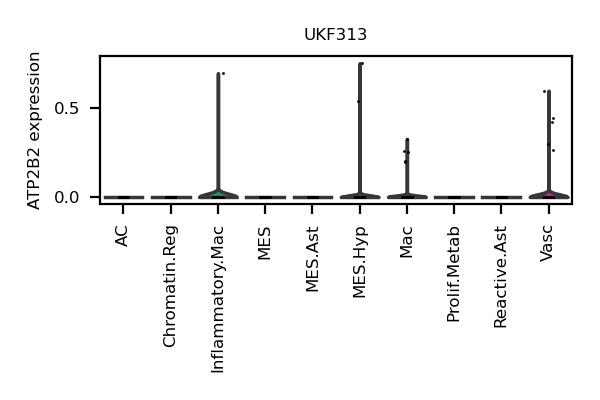 UKF313
ATP2B2 expression
0.5
0.0
AC
Chromatin.Reg
Inflammatory.Mac
MES
MES.Ast
MES.Hyp
Mac
Prolif.Metab
Reactive.Ast
Vasc